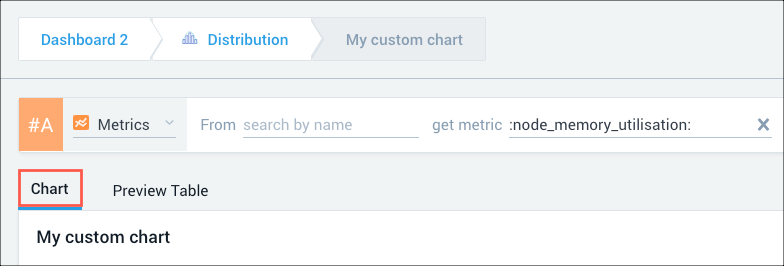 Dashboard 2 Distribution My custom chart
#A Metrics From search by name get metric :node_memory_utilisation:
Chart Preview Table
My custom chart